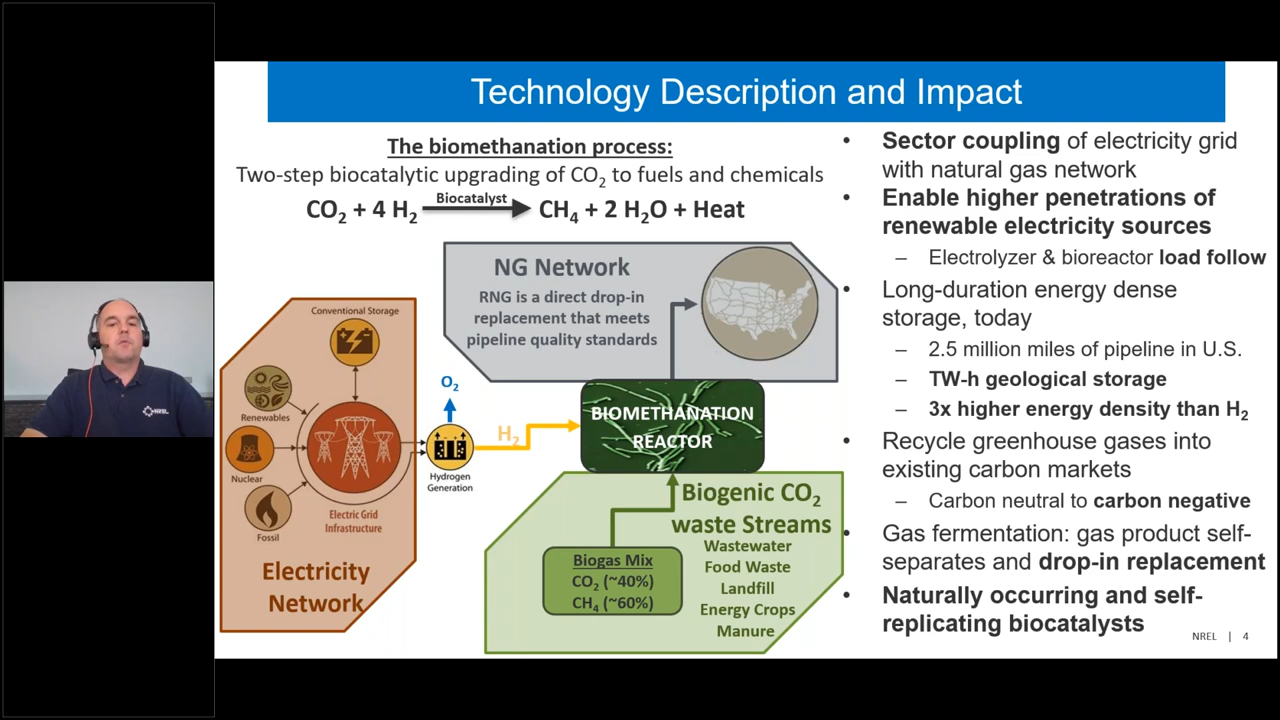 Technology Description and Impact
The biomethanation process:
Two-step biocatalytic upgrading of CO₂ to fuels and chemicals
CO₂ + 4 H₂ Biocatalyst CH₄ + 2 H₂O + Heat
NG Network
RNG is a direct drop-in
replacement that meets
pipeline quality standards
Conventional Storage
Renewables
Nuclear
Fossil
Electric Grid
Infrastructure
Electricity
Network
O₂
Hydrogen
Generation
H₂
BIOMETHANATION
REACTOR
Biogenic CO₂
waste Streams
Wastewater
Food Waste
Landfill
Energy Crops
Manure
Biogas Mix
CO₂ (~40%)
CH₄ (~60%)
• Sector coupling of electricity grid
with natural gas network
• Enable higher penetrations of
renewable electricity sources
– Electrolyzer & bioreactor load follow
• Long-duration energy dense
storage, today
– 2.5 million miles of pipeline in U.S.
– TW-h geological storage
– 3x higher energy density than H₂
• Recycle greenhouse gases into
existing carbon markets
– Carbon neutral to carbon negative
• Gas fermentation: gas product self-
separates and drop-in replacement
• Naturally occurring and self-
replicating biocatalysts
NREL | 4
NREL